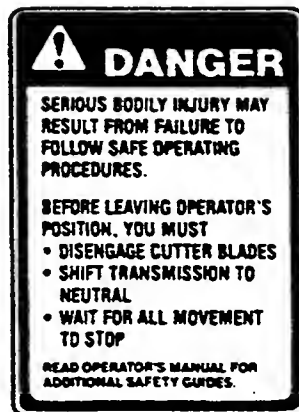 DANGER
SERIOUS BODILY INJURY MAY
RESULT FROM FAILURE TO
FOLLOW SAFE OPERATING
PROCEDURES.
BEFORE LEAVING OPERATOR'S
POSITION, YOU MUST
• DISENGAGE CUTTER BLADES
• SHIFT TRANSMISSION TO
NEUTRAL
• WAIT FOR ALL MOVEMENT
TO STOP
READ OPERATOR'S MANUAL FOR
ADDITIONAL SAFETY GUIDES.